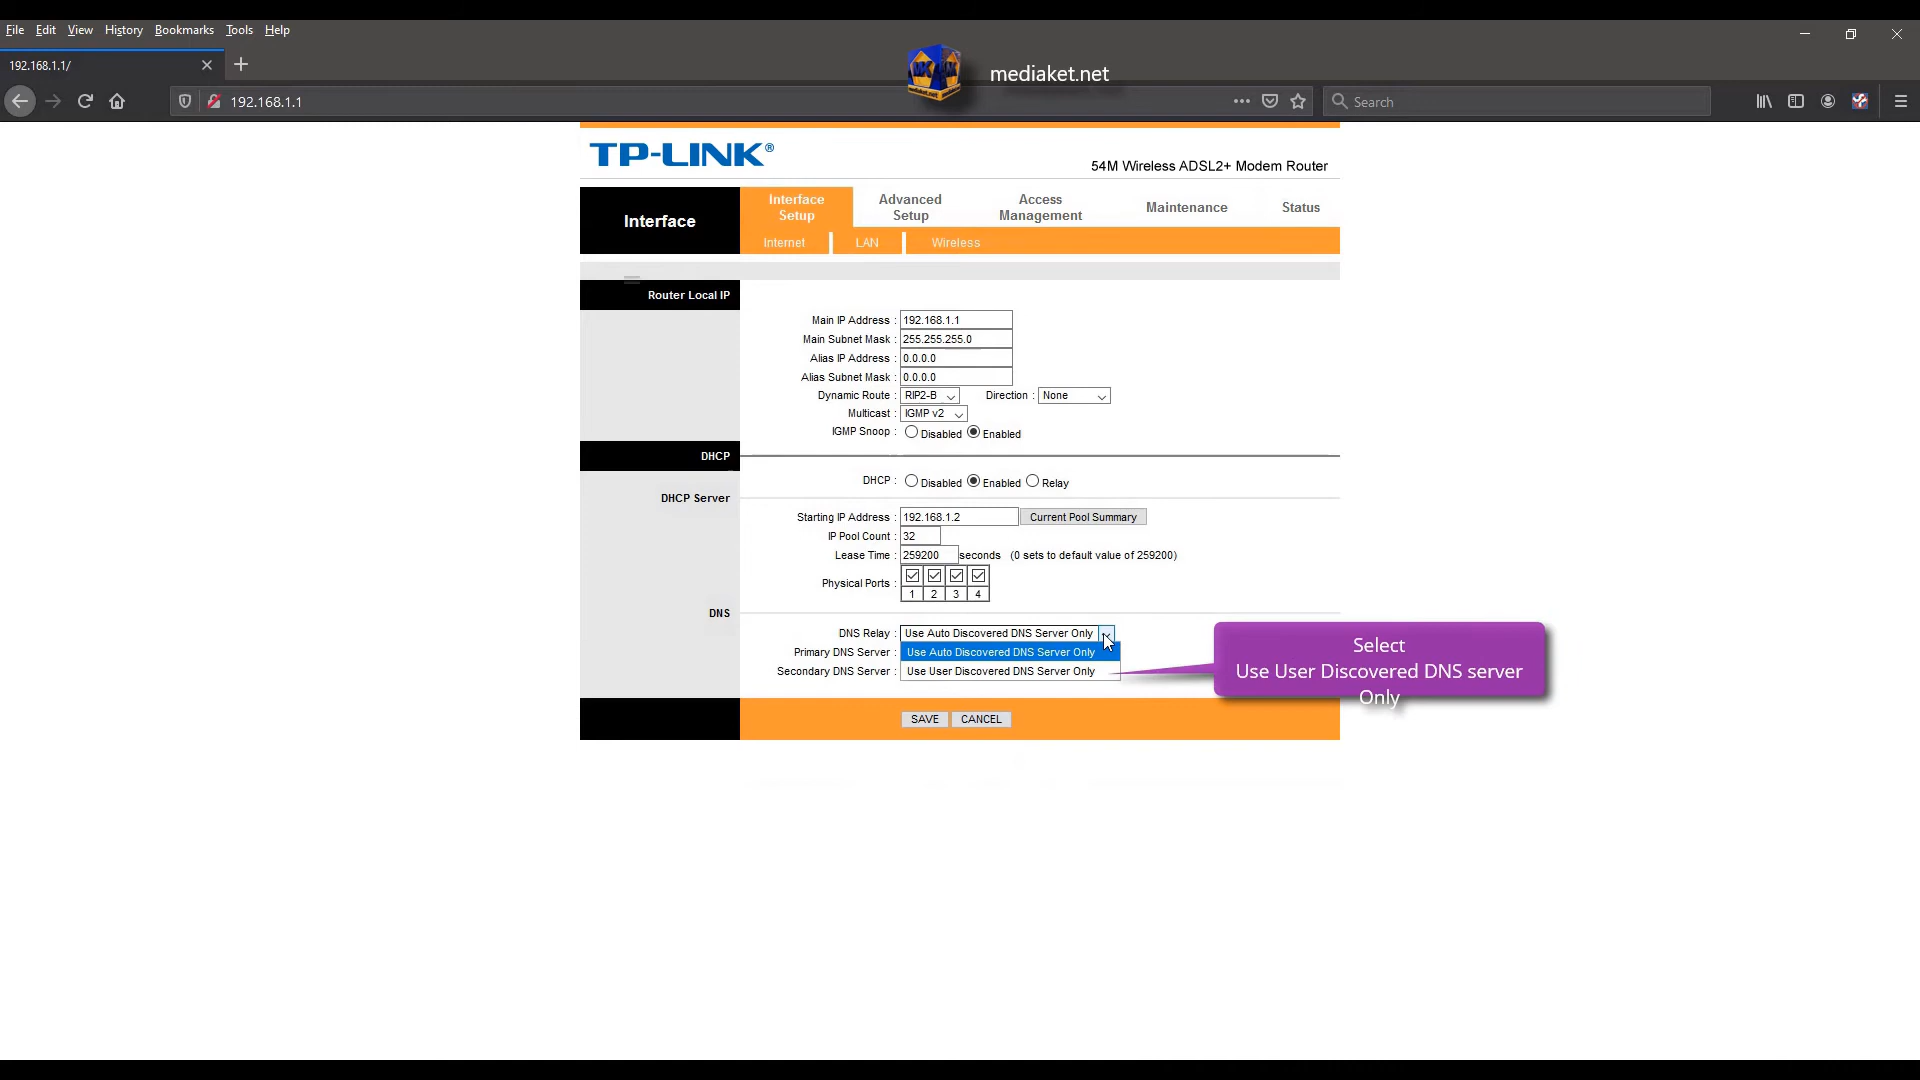 File Edit View History Bookmarks Tools Help
192.168.1.1/
mediaket.net
192.168.1.1
Search
TP-LINK®
54M Wireless ADSL2+ Modem Router
Interface
Interface Setup
Advanced Setup
Access Management
Maintenance
Status
Internet
LAN
Wireless
Router Local IP
Main IP Address : 192.168.1.1
Main Subnet Mask : 255.255.255.0
Alias IP Address : 0.0.0.0
Alias Subnet Mask : 0.0.0.0
Dynamic Route : RIP2-B Direction : None
Multicast : IGMP v2
IGMP Snoop : Disabled Enabled
DHCP
DHCP : Disabled Enabled Relay
DHCP Server
Starting IP Address : 192.168.1.2 Current Pool Summary
IP Pool Count : 32
Lease Time : 259200 seconds (0 sets to default value of 259200)
Physical Ports :
1 2 3 4
DNS
DNS Relay : Use Auto Discovered DNS Server Only
Primary DNS Server : Use Auto Discovered DNS Server Only
Secondary DNS Server : Use User Discovered DNS Server Only
Select
Use User Discovered DNS server
Only
SAVE CANCEL